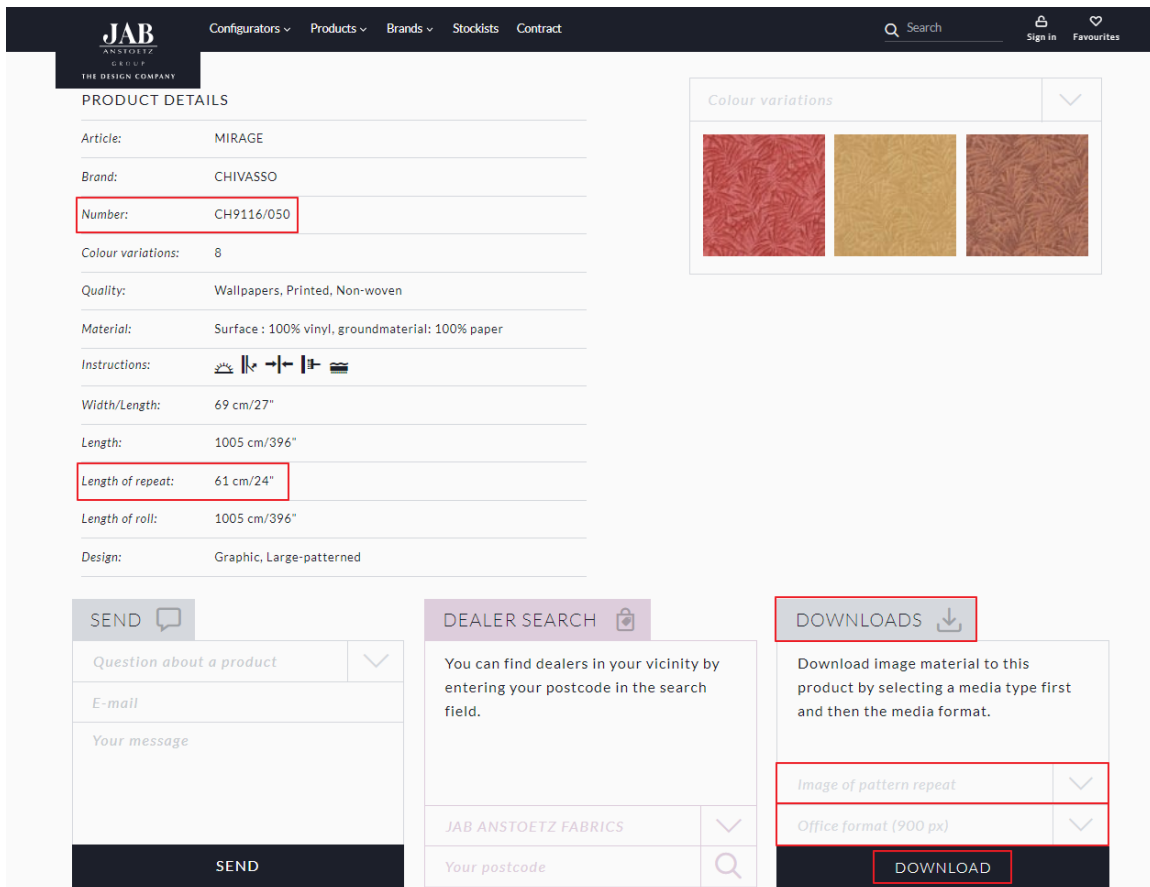 JAB
ANSTOETZ
GROUP
THE DESIGN COMPANY
Configurators
Products
Brands
Stockists
Contract
Search
Sign in
Favourites
PRODUCT DETAILS
Article: MIRAGE
Brand: CHIVASSO
Number: CH9116/050
Colour variations: 8
Quality: Wallpapers, Printed, Non-woven
Material: Surface : 100% vinyl, groundmaterial: 100% paper
Instructions:
Width/Length: 69 cm/27"
Length: 1005 cm/396"
Length of repeat: 61 cm/24"
Length of roll: 1005 cm/396"
Design: Graphic, Large-patterned
Colour variations
SEND
Question about a product
E-mail
Your message
SEND
DEALER SEARCH
You can find dealers in your vicinity by
entering your postcode in the search
field.
JAB ANSTOETZ FABRICS
Your postcode
DOWNLOADS
Download image material to this
product by selecting a media type first
and then the media format.
Image of pattern repeat
Office format (900 px)
DOWNLOAD